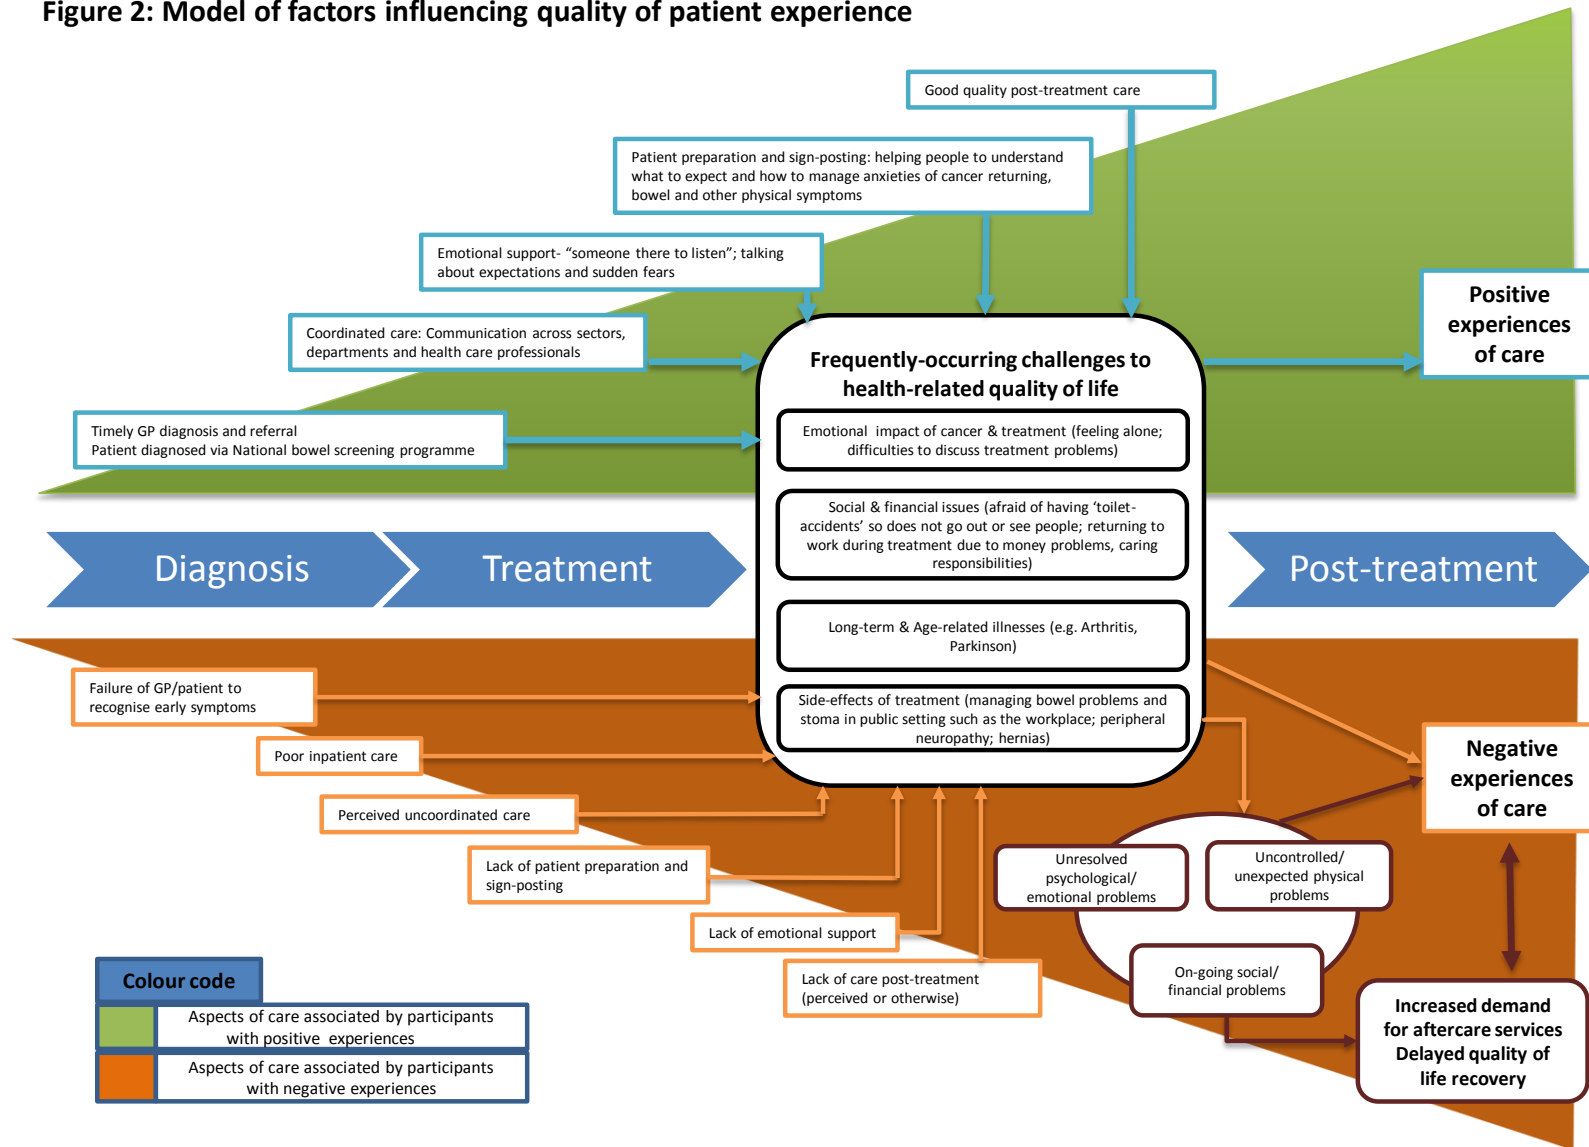 Figure 2: Model of factors influencing quality of patient experience
Good quality post-treatment care
Patient preparation and sign-posting: helping people to understand
what to expect and how to manage anxieties of cancer returning,
bowel and other physical symptoms
Emotional support- “someone there to listen”; talking
about expectations and sudden fears
Coordinated care: Communication across sectors,
departments and health care professionals
Timely GP diagnosis and referral
Patient diagnosed via National bowel screening programme
Positive
experiences
of care
Frequently-occurring challenges to
health-related quality of life
Emotional impact of cancer & treatment (feeling alone;
difficulties to discuss treatment problems)
Social & financial issues (afraid of having ‘toilet-
accidents’ so does not go out or see people; returning to
work during treatment due to money problems, caring
responsibilities)
Long-term & Age-related illnesses (e.g. Arthritis,
Parkinson)
Side-effects of treatment (managing bowel problems and
stoma in public setting such as the workplace; peripheral
neuropathy; hernias)
Diagnosis
Treatment
Post-treatment
Failure of GP/patient to
recognise early symptoms
Poor inpatient care
Perceived uncoordinated care
Lack of patient preparation and
sign-posting
Lack of emotional support
Lack of care post-treatment
(perceived or otherwise)
Negative
experiences
of care
Unresolved
psychological/
emotional problems
Uncontrolled/
unexpected physical
problems
On-going social/
financial problems
Increased demand
for aftercare services
Delayed quality of
life recovery
Colour code
Aspects of care associated by participants
with positive experiences
Aspects of care associated by participants
with negative experiences